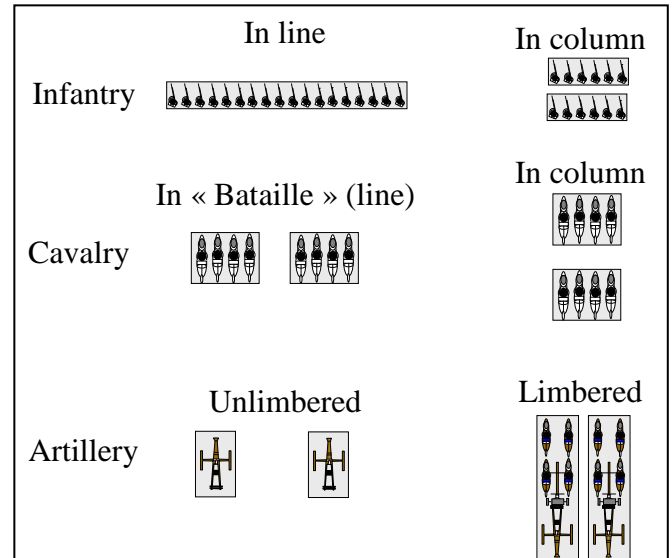 In line
In column
Infantry
In column
In « Bataille » (line)
Cavalry
Limbered
Unlimbered
Artillery